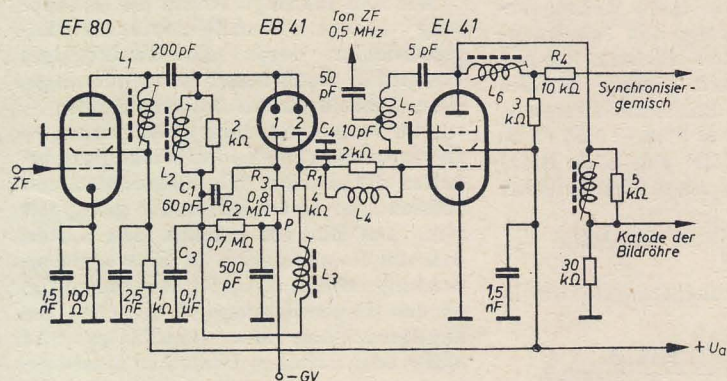 EF 80
EB 41
EL 41
Ton ZF
0,5 MHz
200 pF
5 pF
L₁
50
pF
L₅
L₆
R₄
10 kΩ
Synchronisier-
gemisch
3
kΩ
10 pF
1
2
C₄
2
kΩ
2 kΩ
L₂
ZF
C₁
60 pF
R₃
0,8
MΩ
R₁
4
kΩ
L₄
5
kΩ
R₂
0,7 MΩ
P
Katode der
Bildröhre
C₃
500
pF
L₃
1,5
nF
100
Ω
2,5
nF
1
kΩ
0,1
µF
1,5
nF
30
kΩ
+ Uₐ
– GV